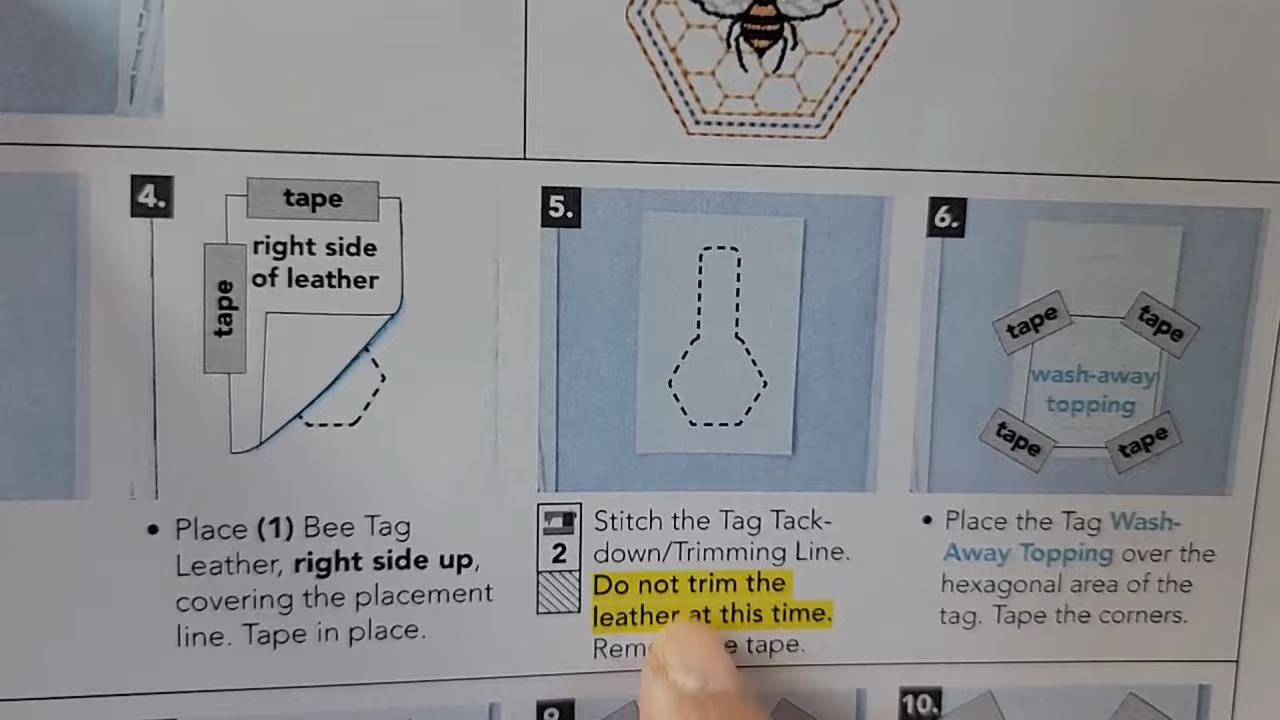 4.
tape
right side
of leather
tape
• Place (1) Bee Tag
Leather, right side up,
covering the placement
line. Tape in place.
5.
2
Stitch the Tag Tack-
down/Trimming Line.
Do not trim the
leather at this time.
tape.
6.
tape
tape
wash-away
topping
tape
tape
• Place the Tag Wash-
Away Topping over the
hexagonal area of the
tag. Tape the corners.
10.